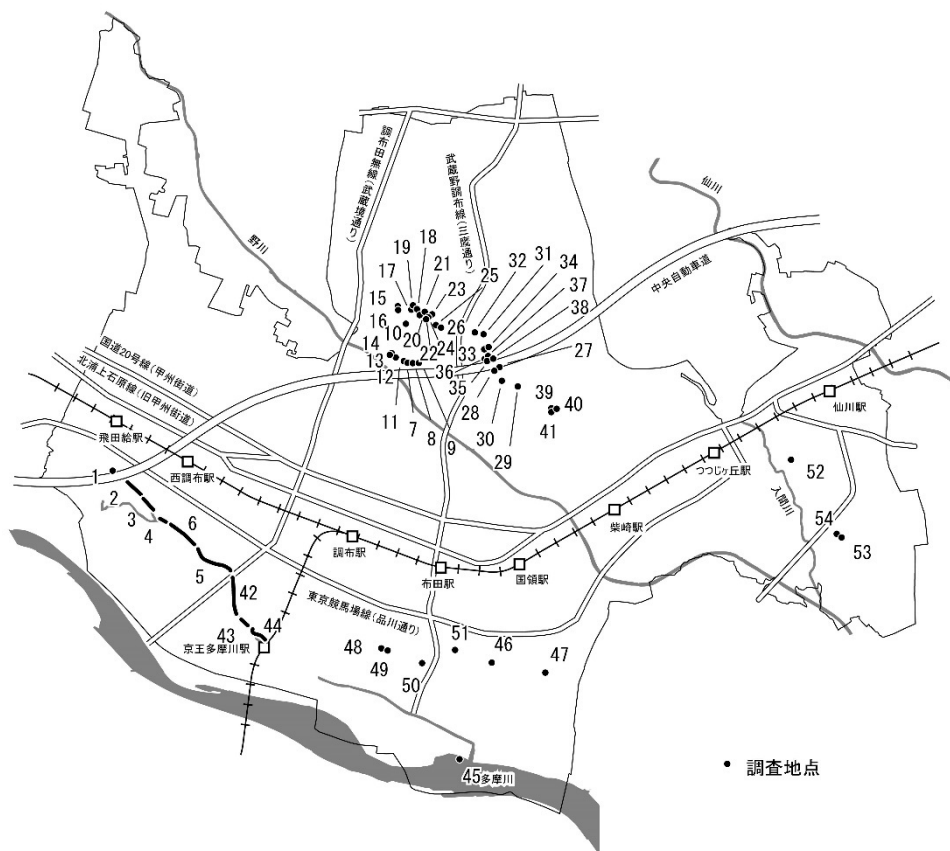 調布田無線(武蔵境通り)
武蔵野調布線(三鷹通り)
仙川
野川
中央自動車道
国道20号線(甲州街道)
北浦上石原線(旧甲州街道)
19
18
21
17
25
32
31
34
37
38
15
23
16
10
20
22
24
26
33
27
14
13
12
36
35
28
11
7
8
9
30
29
39
40
41
飛田給駅
西調布駅
調布駅
布田駅
国領駅
柴崎駅
つつじヶ丘駅
仙川駅
入間川
52
54
53
1
2
3
4
6
5
42
43
44
京王多摩川駅
東京競馬場線(品川通り)
48
49
50
51
46
47
45
多摩川
● 調査地点